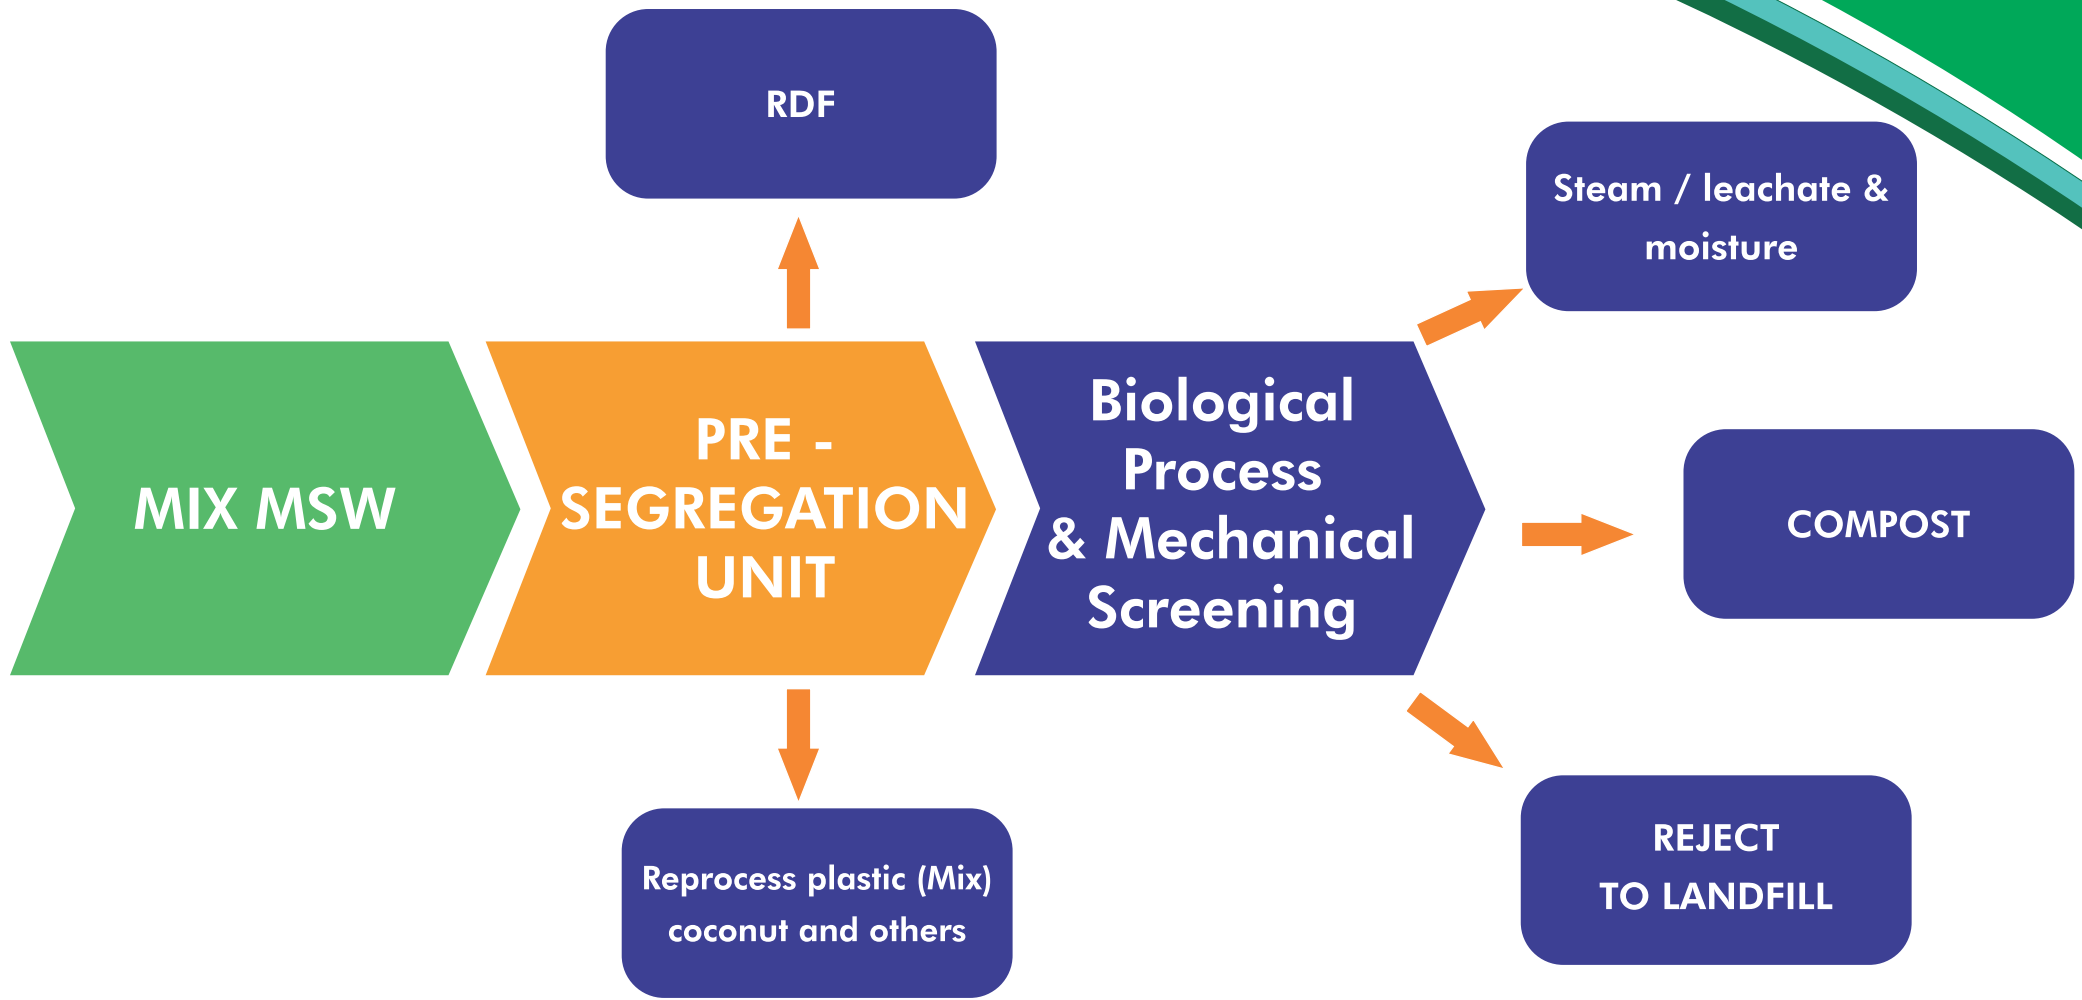 RDF
Steam / leachate &
moisture
MIX MSW
PRE -
SEGREGATION
UNIT
Biological
Process
& Mechanical
Screening
COMPOST
Reprocess plastic (Mix)
coconut and others
REJECT
TO LANDFILL